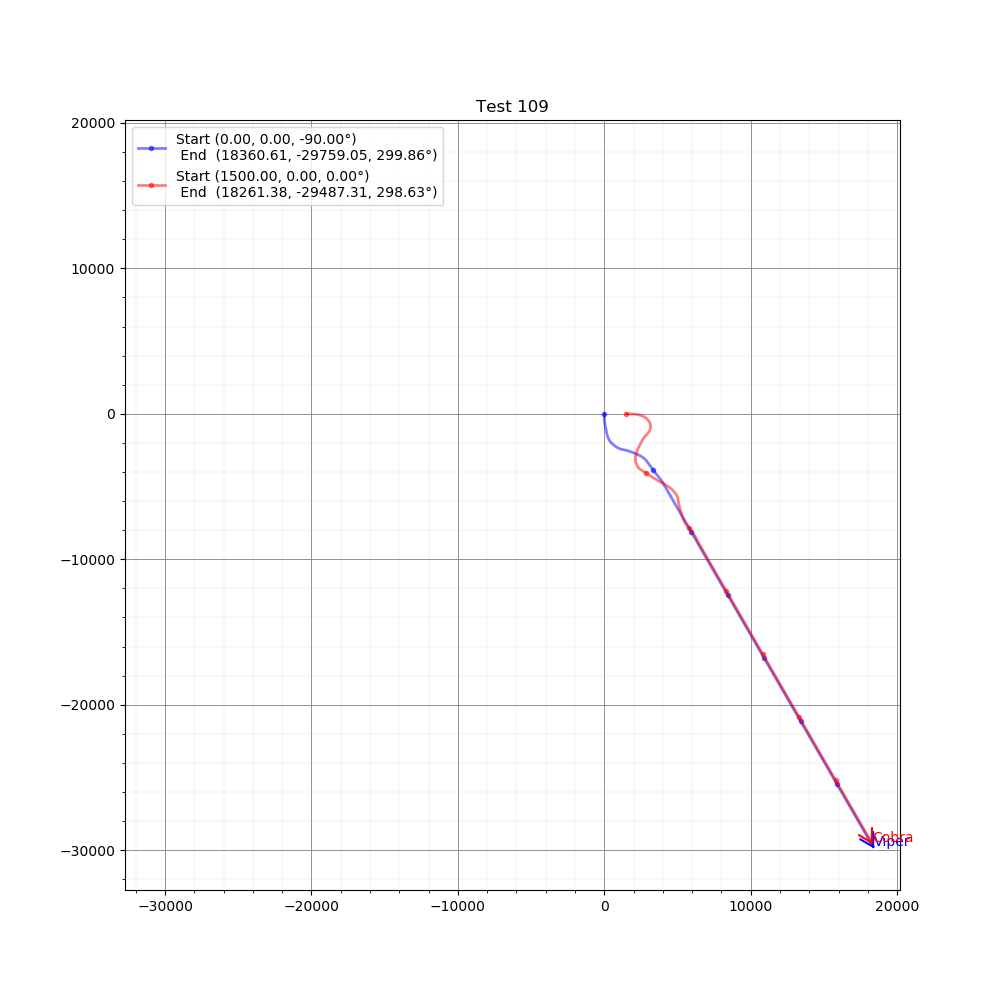 Test 109
20000
10000
0
−10000
−20000
−30000
Start (0.00, 0.00, -90.00°)
End (18360.61, -29759.05, 299.86°)
Start (1500.00, 0.00, 0.00°)
End (18261.38, -29487.31, 298.63°)
Cobra
Viper
−30000 −20000 −10000 0 10000 20000